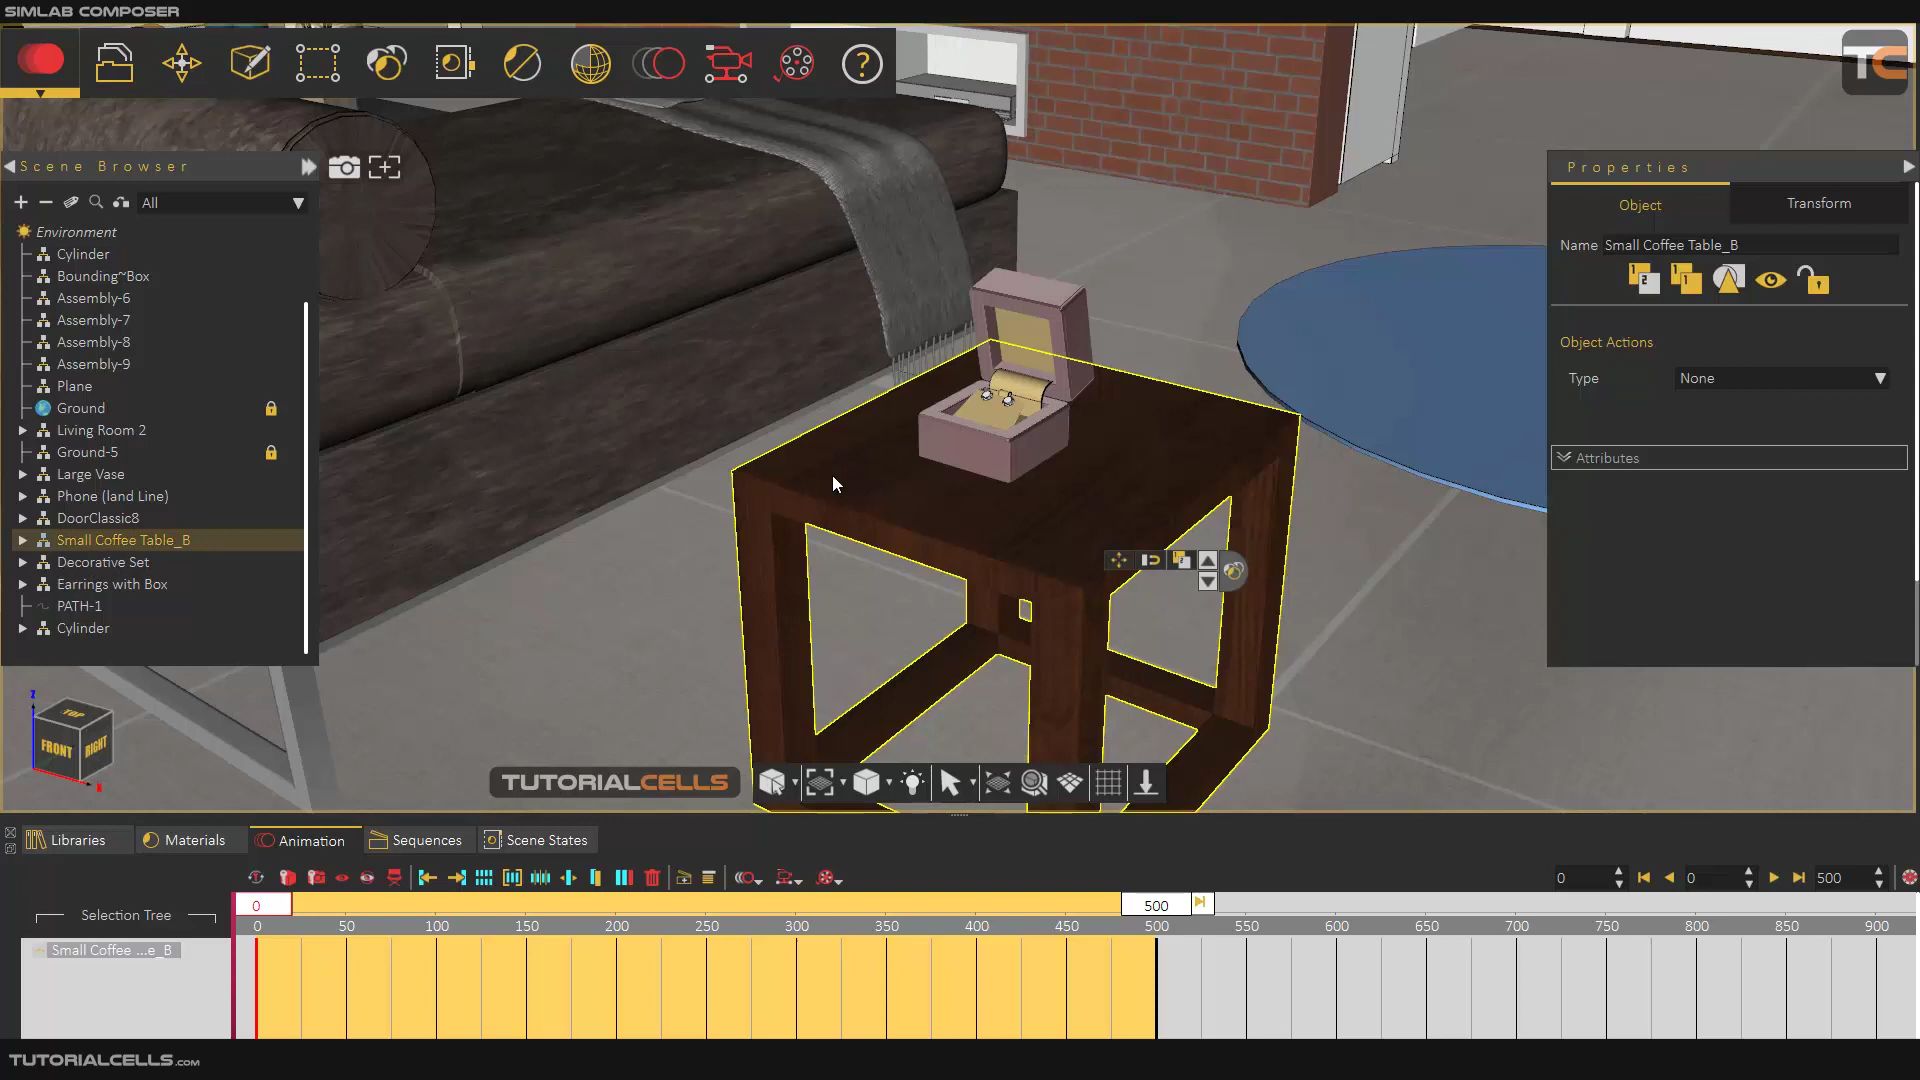 SIMLAB COMPOSER
TC
Scene Browser
All
Environment
Cylinder
Bounding~Box
Assembly-6
Assembly-7
Assembly-8
Assembly-9
Plane
Ground
Living Room 2
Ground-5
Large Vase
Phone (land Line)
DoorClassic8
Small Coffee Table_B
Decorative Set
Earrings with Box
PATH-1
Cylinder
Properties
Object
Transform
Name Small Coffee Table_B
Object Actions
Type None
Attributes
Z
TOP
FRONT RIGHT
X
TUTORIALCELLS
Libraries Materials Animation Sequences Scene States
0 0 500
Selection Tree
0 500
0 50 100 150 200 250 300 350 400 450 500 550 600 650 700 750 800 850 900
Small Coffee ...e_B
TUTORIALCELLS.com